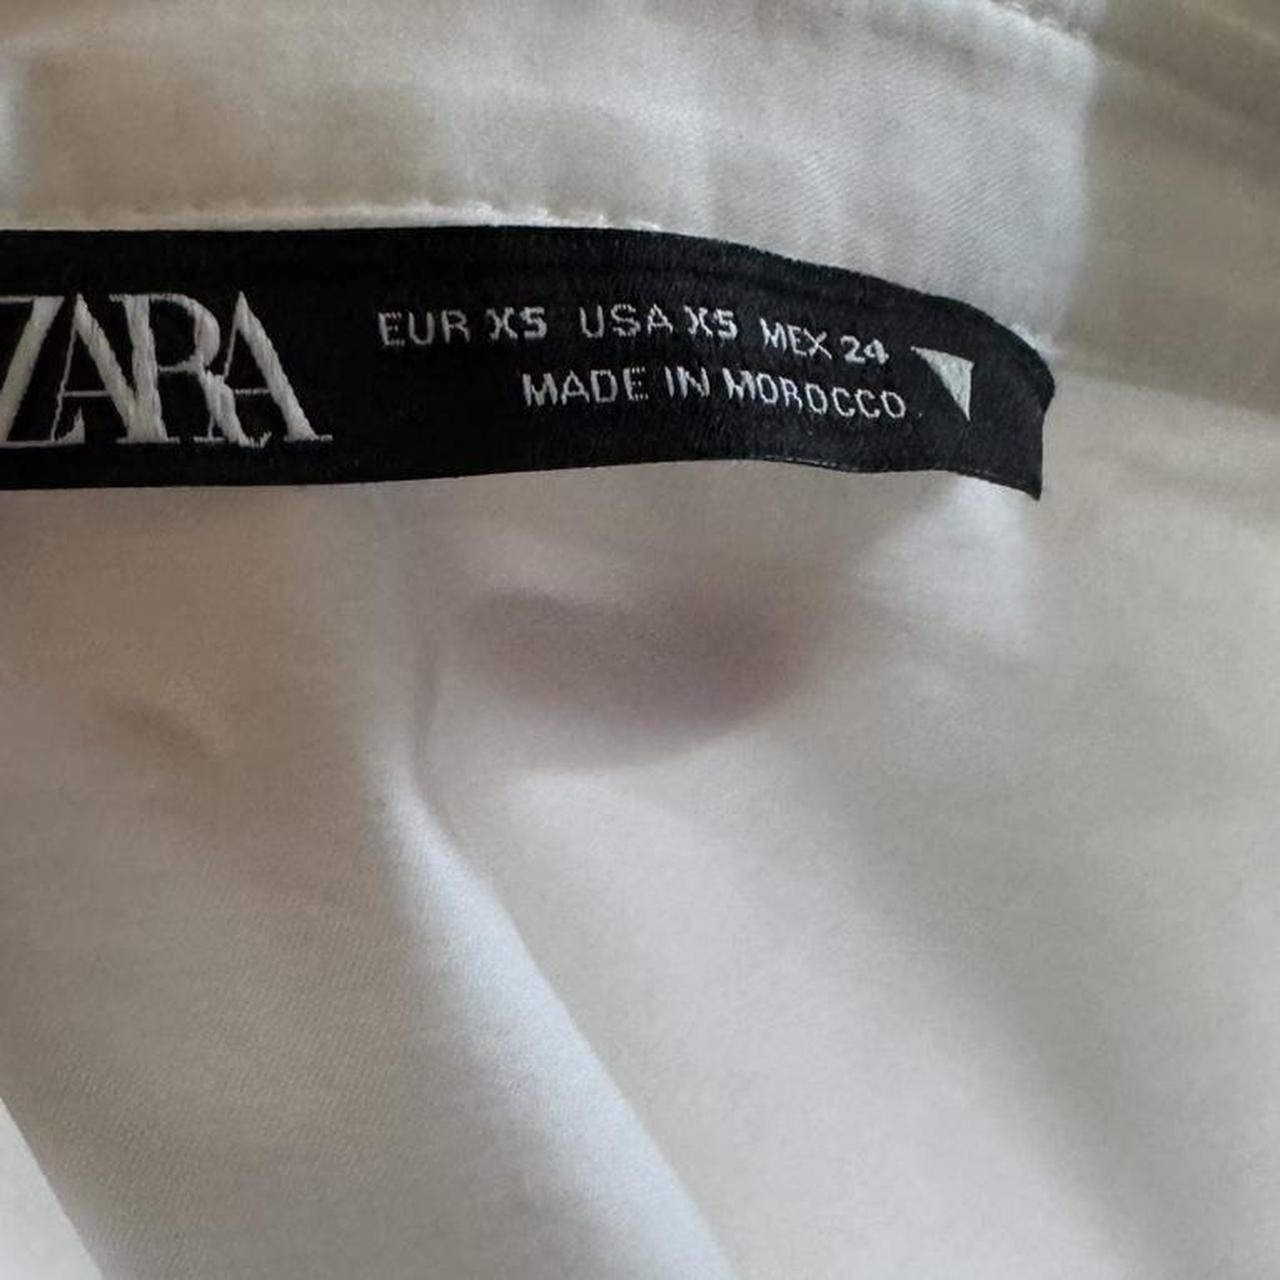 ZARA
EUR XS USA XS MEX 24
MADE IN MOROCCO